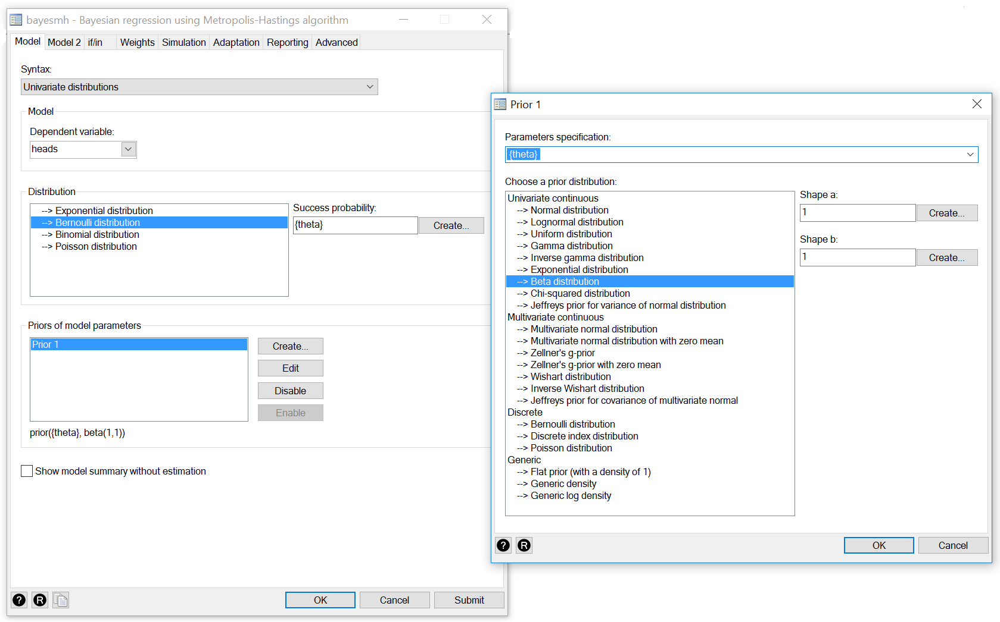 bayesmh - Bayesian regression using Metropolis-Hastings algorithm
Model Model 2 if/in Weights Simulation Adaptation Reporting Advanced
Syntax:
Univariate distributions
Model
Dependent variable:
heads
Distribution
--> Exponential distribution
--> Bernoulli distribution
--> Binomial distribution
--> Poisson distribution
Success probability:
{theta} Create...
Priors of model parameters
Prior 1
Create...
Edit
Disable
Enable
prior({theta}, beta(1,1))
Show model summary without estimation
? R OK Cancel Submit
Prior 1
Parameters specification:
{theta}
Choose a prior distribution:
Univariate continuous
--> Normal distribution
--> Lognormal distribution
--> Uniform distribution
--> Gamma distribution
--> Inverse gamma distribution
--> Exponential distribution
--> Beta distribution
--> Chi-squared distribution
--> Jeffreys prior for variance of normal distribution
Multivariate continuous
--> Multivariate normal distribution
--> Multivariate normal distribution with zero mean
--> Zellner's g-prior
--> Zellner's g-prior with zero mean
--> Wishart distribution
--> Inverse Wishart distribution
--> Jeffreys prior for covariance of multivariate normal
Discrete
--> Bernoulli distribution
--> Discrete index distribution
--> Poisson distribution
Generic
--> Flat prior (with a density of 1)
--> Generic density
--> Generic log density
Shape a:
1 Create...
Shape b:
1 Create...
? R OK Cancel